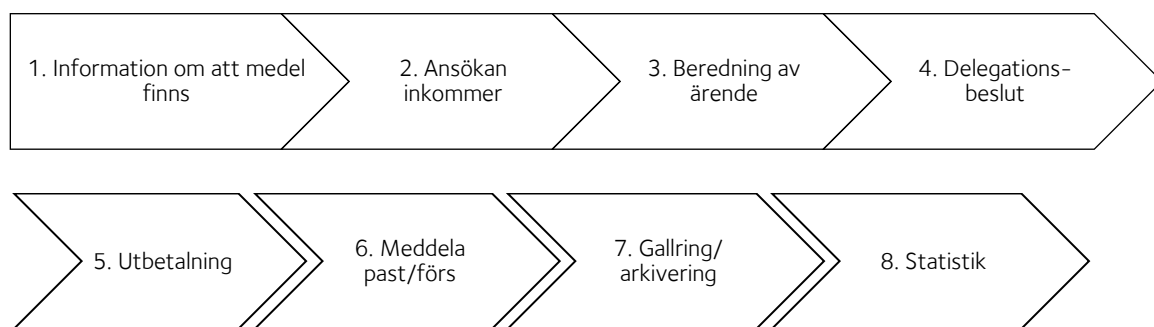 1. Information om att medel
finns
2. Ansökan
inkommer
3. Beredning av
ärende
4. Delegations-
beslut
5. Utbetalning
6. Meddela
past/förs
7. Gallring/
arkivering
8. Statistik